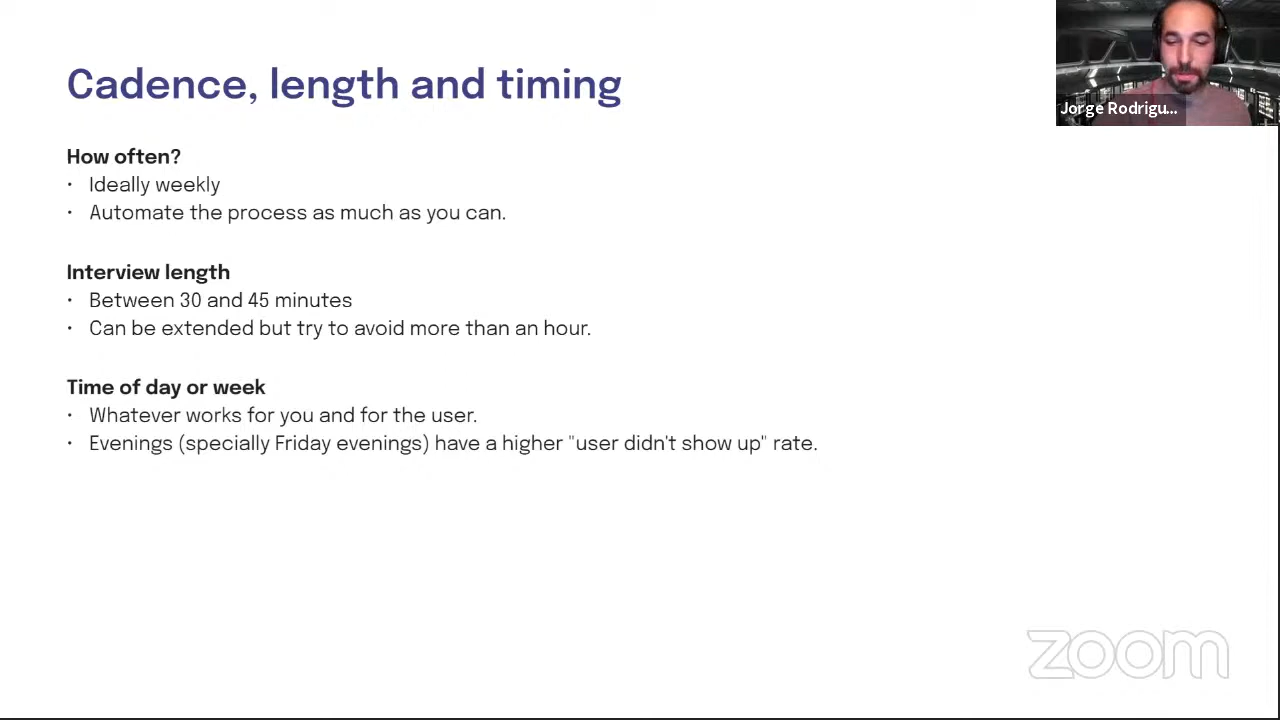 Cadence, length and timing
Jorge Rodrigu...
How often?
• Ideally weekly
• Automate the process as much as you can.
Interview length
• Between 30 and 45 minutes
• Can be extended but try to avoid more than an hour.
Time of day or week
• Whatever works for you and for the user.
• Evenings (specially Friday evenings) have a higher "user didn't show up" rate.
zoom